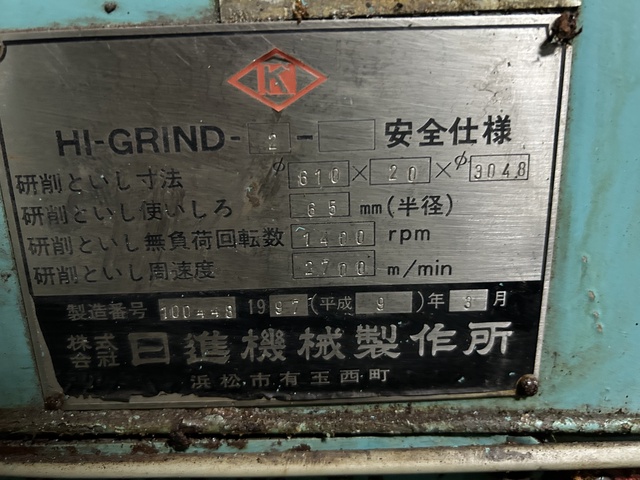 K
HI-GRIND-2- 安全仕様
研削といし寸法 φ610×20×φ3048
研削といし使いしろ 65 mm(半径)
研削といし無負荷回転数 1400 rpm
研削といし周速度 2700 m/min
製造番号 100448 1997(平成 9)年 3月
株式会社 日進機械製作所
浜松市有玉西町